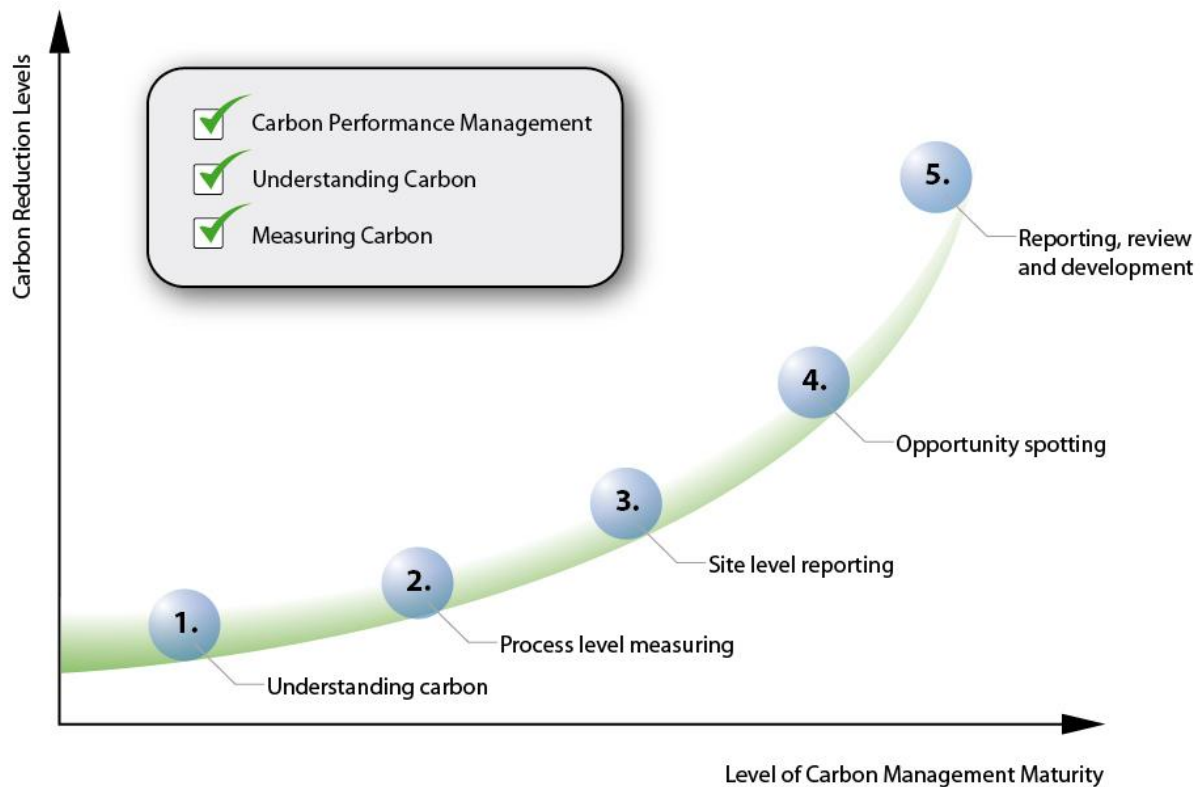 Carbon Reduction Levels
Carbon Performance Management
Understanding Carbon
Measuring Carbon
5.
Reporting, review
and development
4.
Opportunity spotting
3.
Site level reporting
2.
Process level measuring
1.
Understanding carbon
Level of Carbon Management Maturity